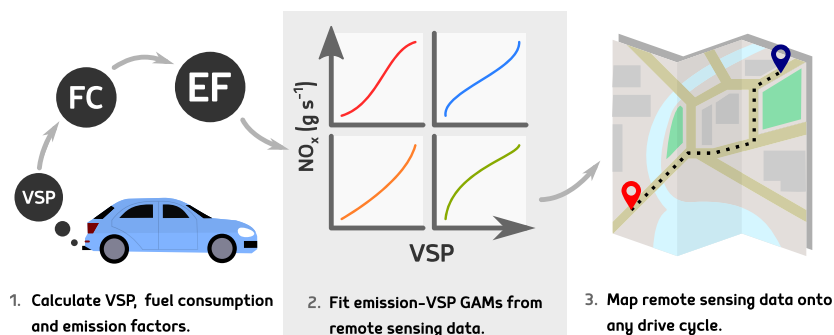 VSP
FC
EF
NOₓ (g s⁻¹)
VSP
1. Calculate VSP, fuel consumption
and emission factors.
2. Fit emission-VSP GAMs from
remote sensing data.
3. Map remote sensing data onto
any drive cycle.